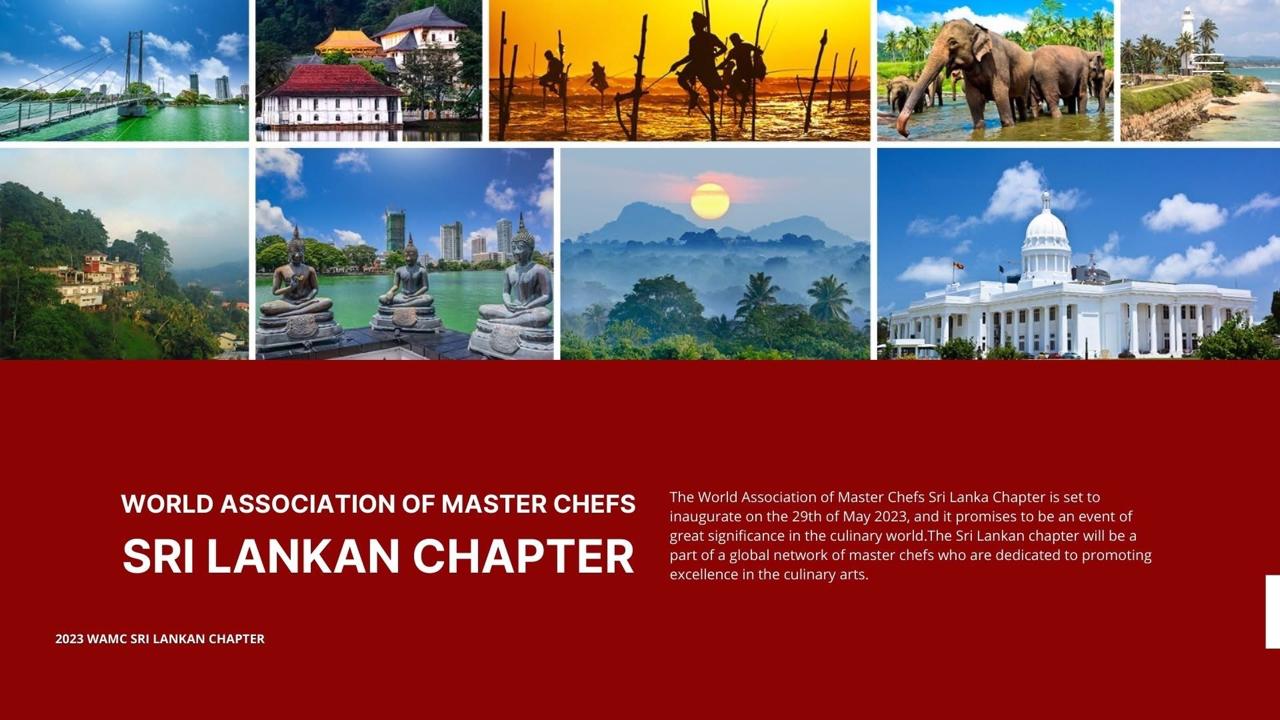 WORLD ASSOCIATION OF MASTER CHEFS
SRI LANKAN CHAPTER
The World Association of Master Chefs Sri Lanka Chapter is set to
inaugurate on the 29th of May 2023, and it promises to be an event of
great significance in the culinary world.The Sri Lankan chapter will be a
part of a global network of master chefs who are dedicated to promoting
excellence in the culinary arts.
2023 WAMC SRI LANKAN CHAPTER